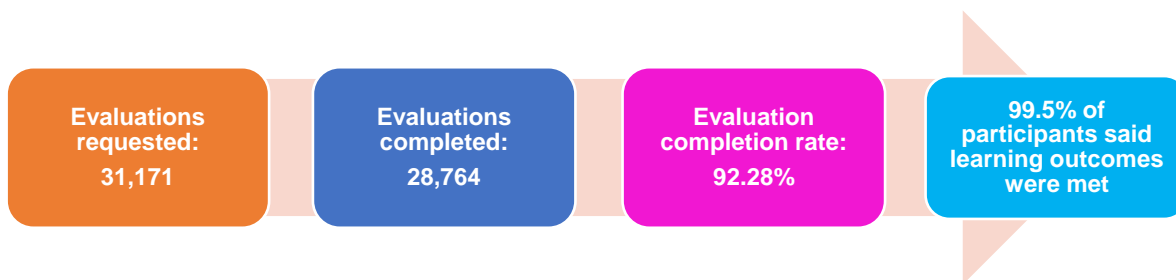 Evaluations
requested:
31,171
Evaluations
completed:
28,764
Evaluation
completion rate:
92.28%
99.5% of
participants said
learning outcomes
were met